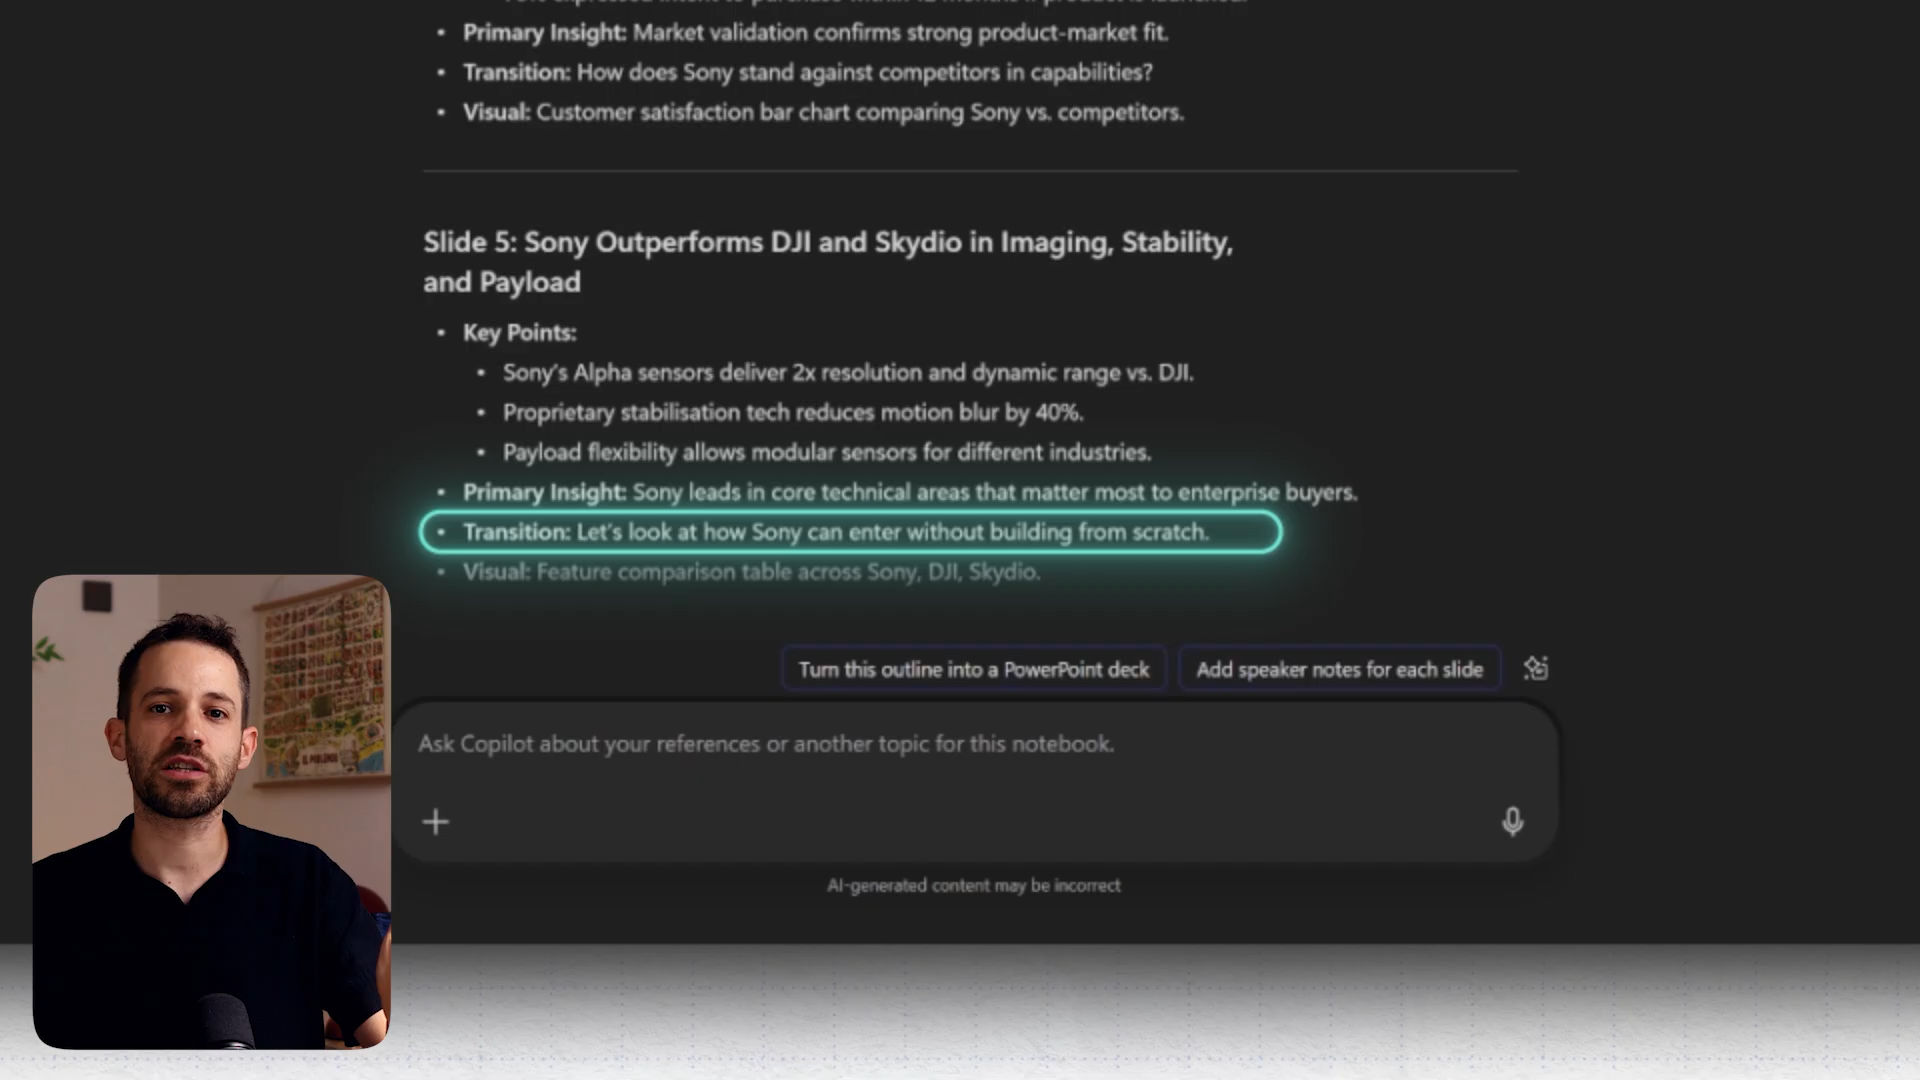 Primary Insight: Market validation confirms strong product-market fit.
Transition: How does Sony stand against competitors in capabilities?
Visual: Customer satisfaction bar chart comparing Sony vs. competitors.
Slide 5: Sony Outperforms DJI and Skydio in Imaging, Stability,
and Payload
Key Points:
Sony's Alpha sensors deliver 2x resolution and dynamic range vs. DJI.
Proprietary stabilisation tech reduces motion blur by 40%.
Payload flexibility allows modular sensors for different industries.
Primary Insight: Sony leads in core technical areas that matter most to enterprise buyers.
Transition: Let's look at how Sony can enter without building from scratch.
Visual: Feature comparison table across Sony, DJI, Skydio.
Turn this outline into a PowerPoint deck
Add speaker notes for each slide
Ask Copilot about your references or another topic for this notebook.
AI-generated content may be incorrect